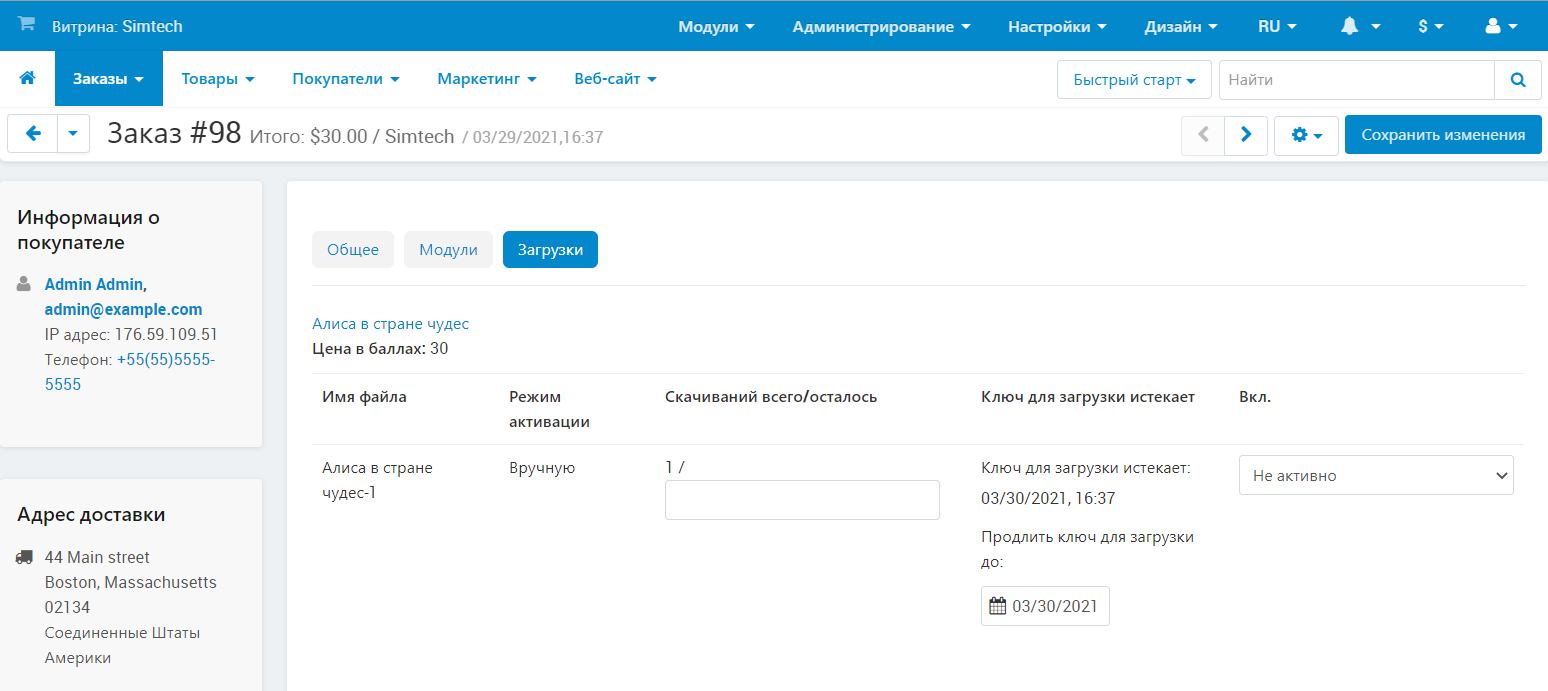 Витрина: Simtech
Модули
Администрирование
Настройки
Дизайн
RU
$
Заказы
Товары
Покупатели
Маркетинг
Веб-сайт
Быстрый старт
Найти
Заказ #98 Итого: $30.00 / Simtech / 03/29/2021,16:37
Сохранить изменения
Информация о
покупателе
Admin Admin,
admin@example.com
IP адрес: 176.59.109.51
Телефон: +55(55)5555-
5555
Адрес доставки
44 Main street
Boston, Massachusetts
02134
Соединенные Штаты
Америки
Общее
Модули
Загрузки
Алиса в стране чудес
Цена в баллах: 30
Имя файла
Режим
активации
Скачиваний всего/осталось
Ключ для загрузки истекает
Вкл.
Алиса в стране
чудес-1
Вручную
1 /
Ключ для загрузки истекает:
03/30/2021, 16:37
Продлить ключ для загрузки
до:
03/30/2021
Не активно